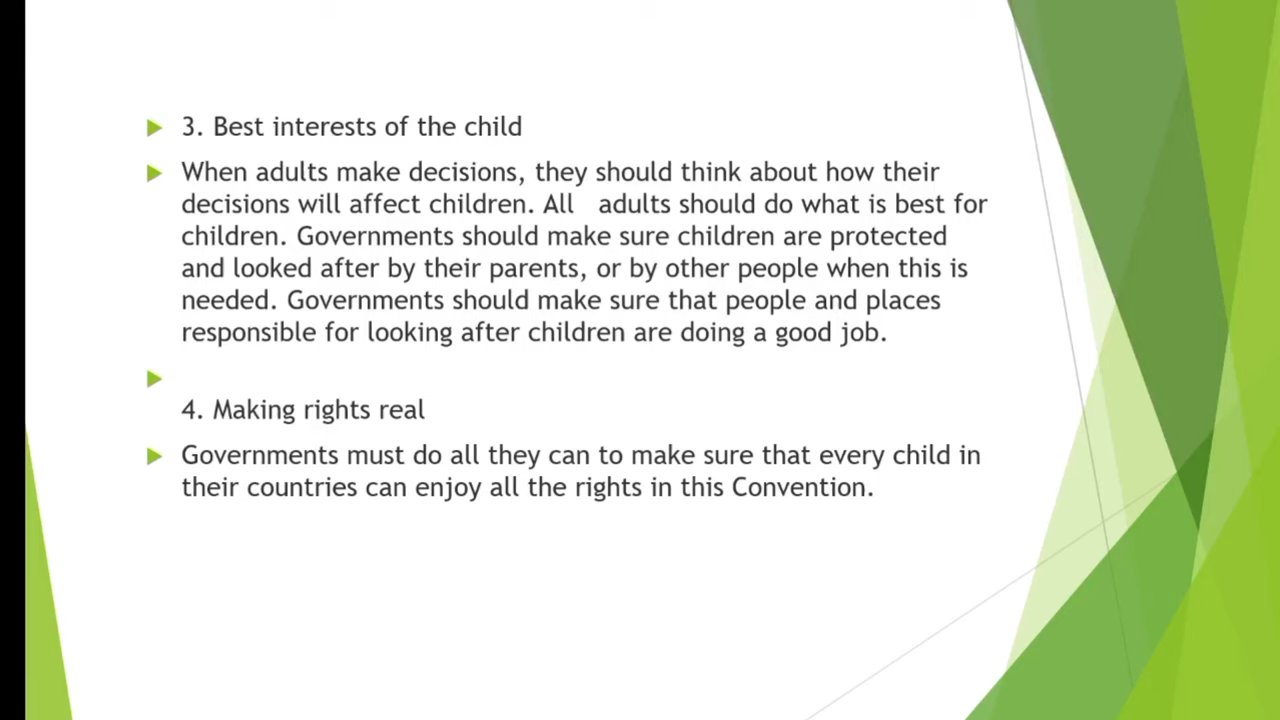 3. Best interests of the child
When adults make decisions, they should think about how their
decisions will affect children. All   adults should do what is best for
children. Governments should make sure children are protected
and looked after by their parents, or by other people when this is
needed. Governments should make sure that people and places
responsible for looking after children are doing a good job.
4. Making rights real
Governments must do all they can to make sure that every child in
their countries can enjoy all the rights in this Convention.